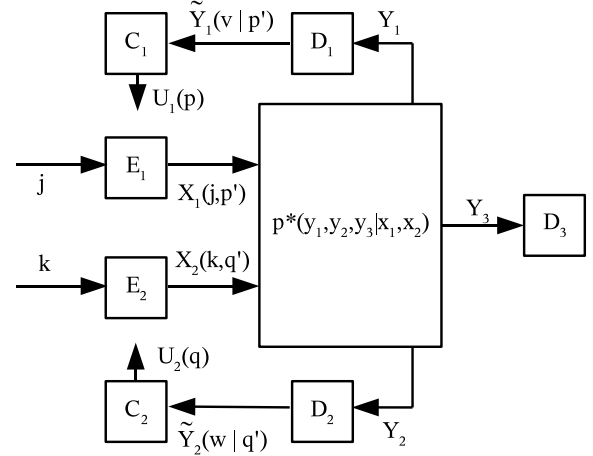 C₁
Ỹ₁(v | p')
D₁
Y₁
U₁(p)
j
E₁
X₁(j,p')
p*(y₁,y₂,y₃|x₁,x₂)
Y₃
D₃
k
E₂
X₂(k,q')
U₂(q)
C₂
Ỹ₂(w | q')
D₂
Y₂